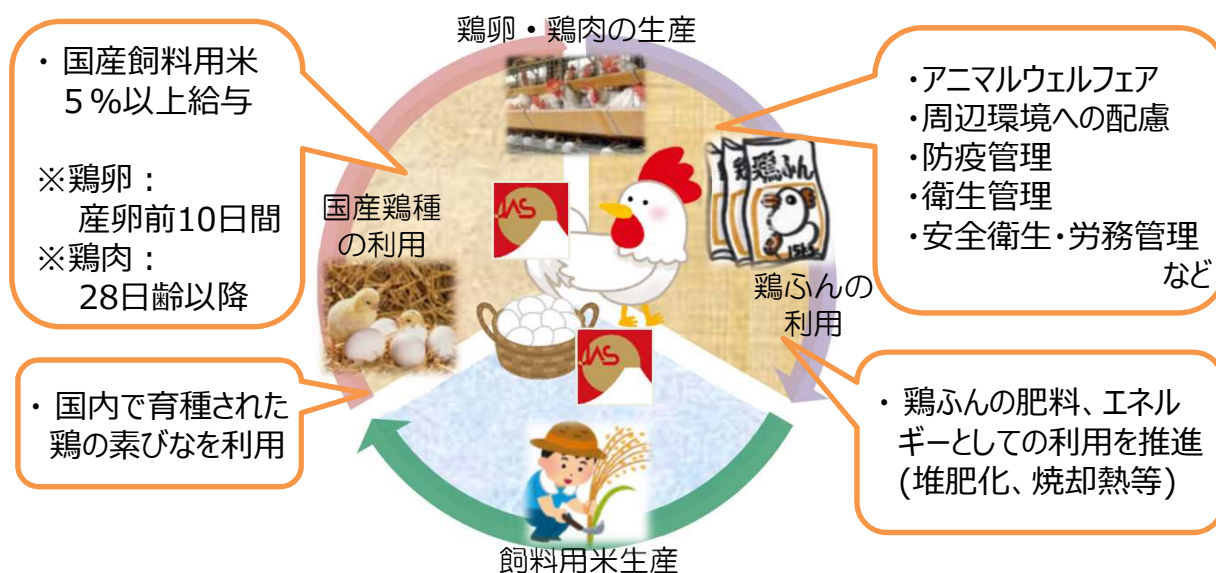 鶏卵・鶏肉の生産
・ 国産飼料用米
５%以上給与
※鶏卵：
産卵前10日間
※鶏肉：
28日齢以降
・アニマルウェルフェア
・周辺環境への配慮
・防疫管理
・衛生管理
・安全衛生・労務管理
など
国産鶏種
の利用
JAS
鶏ふん
15kg
鶏ふんの
利用
JAS
・ 国内で育種された
鶏の素びなを利用
・ 鶏ふんの肥料、エネル
ギーとしての利用を推進
(堆肥化、焼却熱等)
飼料用米生産